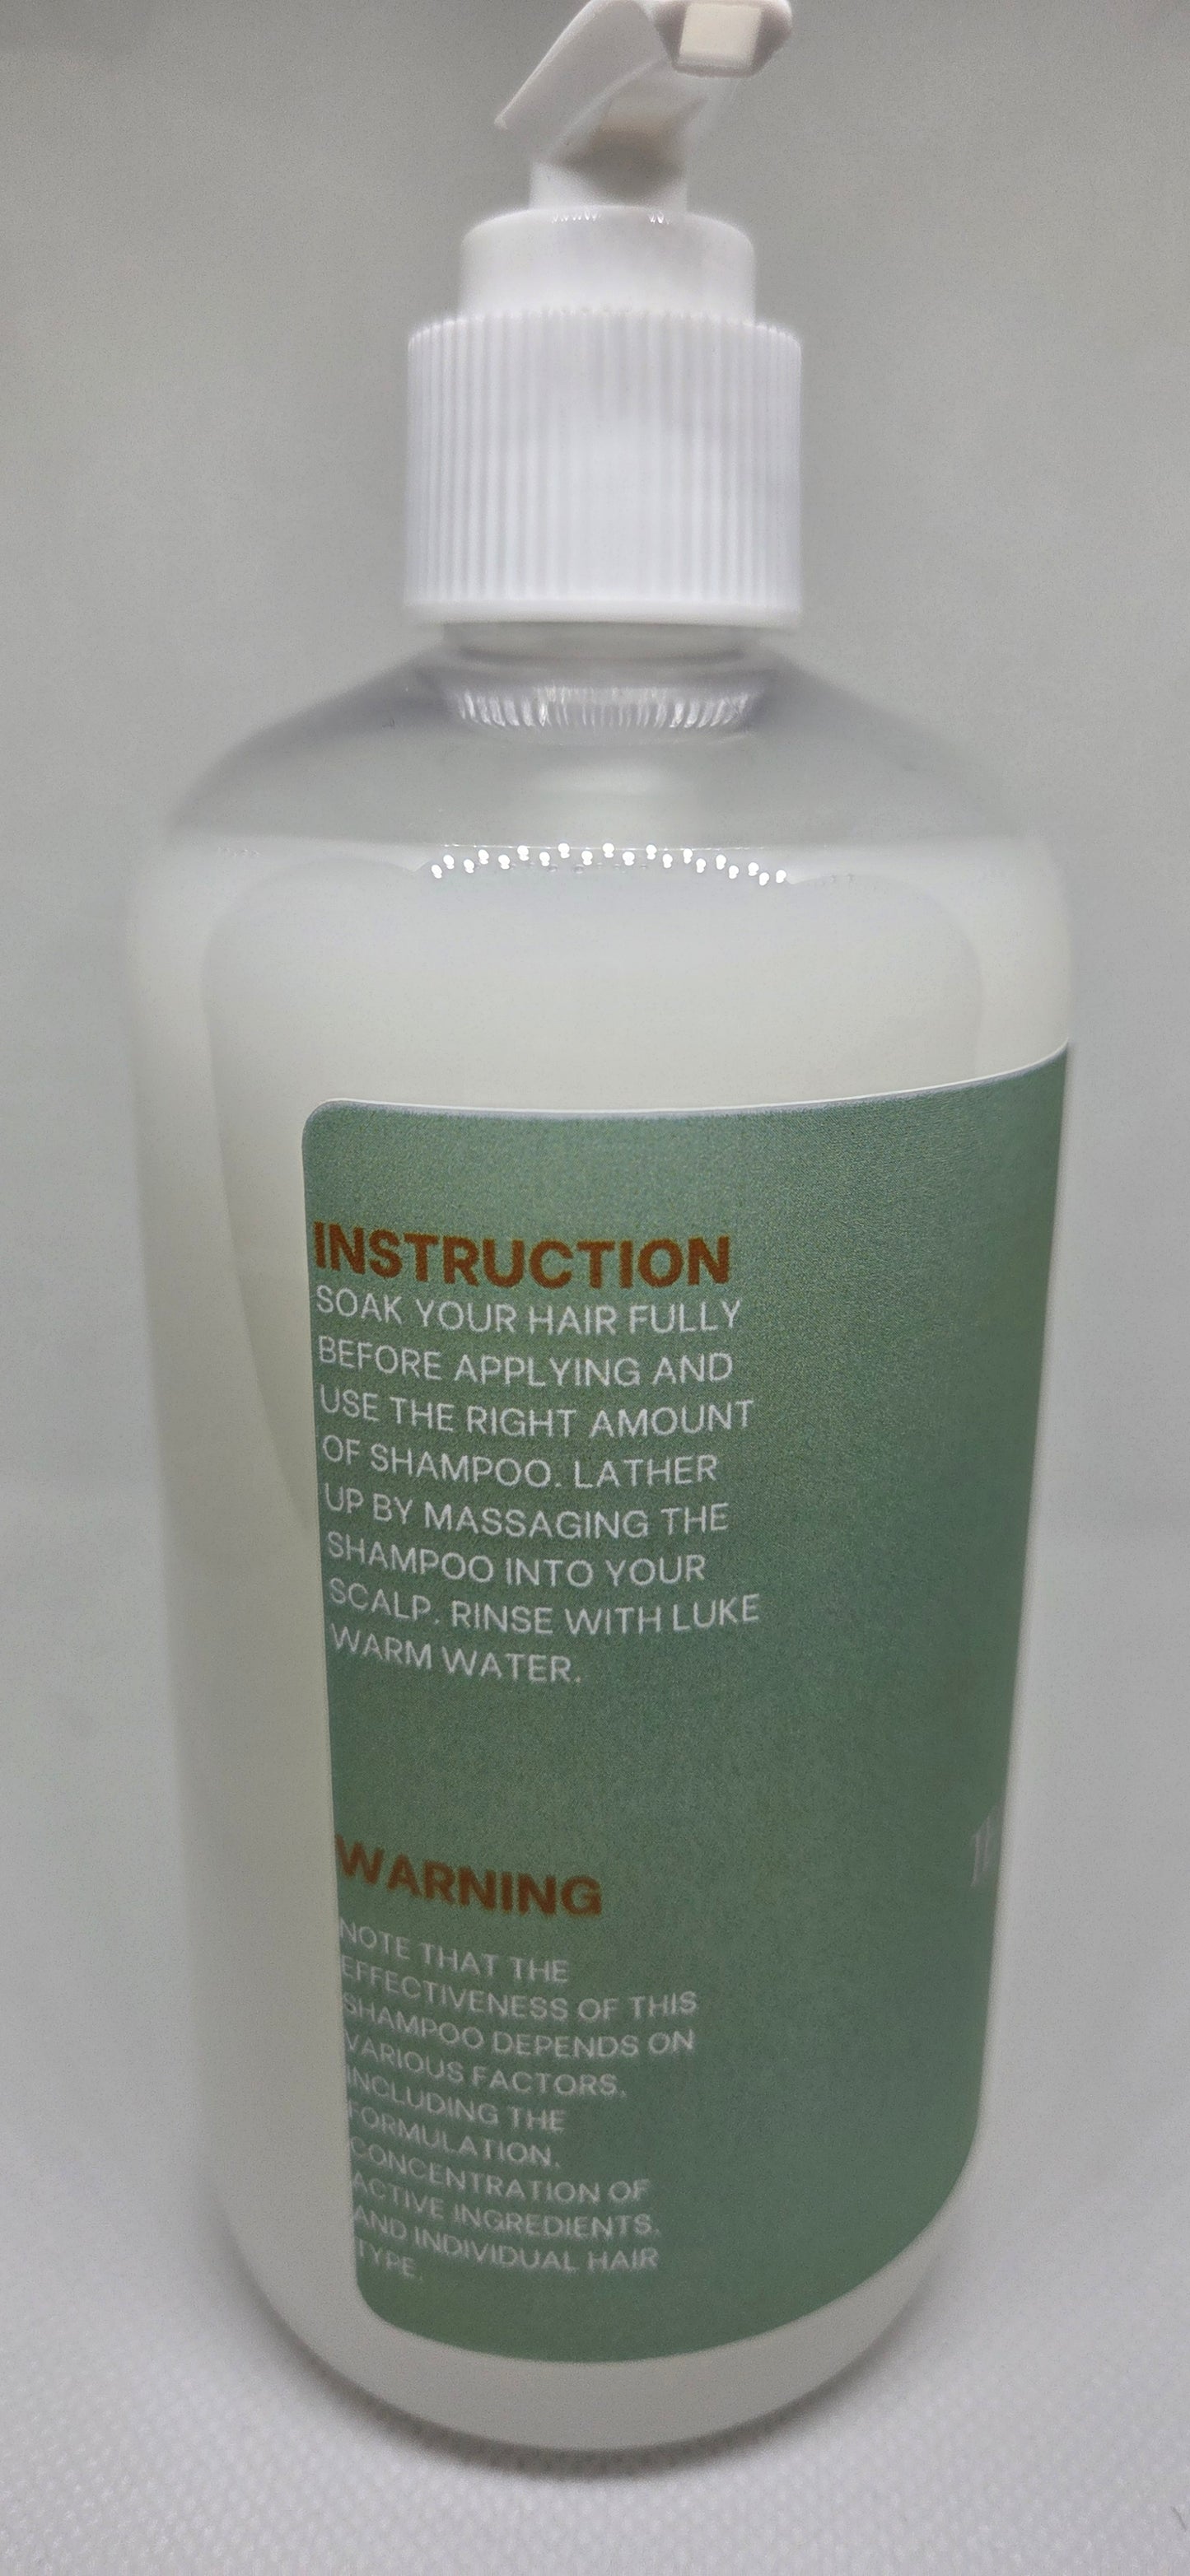 INSTRUCTION
SOAK YOUR HAIR FULLY
BEFORE APPLYING AND
USE THE RIGHT AMOUNT
OF SHAMPOO. LATHER
UP BY MASSAGING THE
SHAMPOO INTO YOUR
SCALP. RINSE WITH LUKE
WARM WATER.
WARNING
NOTE THAT THE
EFFECTIVENESS OF THIS
SHAMPOO DEPENDS ON
VARIOUS FACTORS,
INCLUDING THE
FORMULATION,
CONCENTRATION OF
ACTIVE INGREDIENTS,
AND INDIVIDUAL HAIR
TYPE.